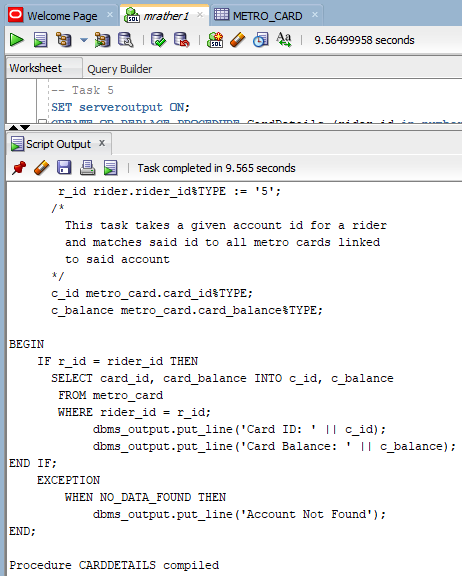 Welcome Page × mrather1 × METRO_CARD ×
SQL 9.56499958 seconds
Worksheet Query Builder
-- Task 5
SET serveroutput ON;
CREATE OR REPLACE PROCEDURE CardDetails (rider_id in number
Script Output ×
Task completed in 9.565 seconds
r_id rider.rider_id%TYPE := '5';
/*
This task takes a given account id for a rider
and matches said id to all metro cards linked
to said account
*/
c_id metro_card.card_id%TYPE;
c_balance metro_card.card_balance%TYPE;
BEGIN
IF r_id = rider_id THEN
SELECT card_id, card_balance INTO c_id, c_balance
FROM metro_card
WHERE rider_id = r_id;
dbms_output.put_line('Card ID: ' || c_id);
dbms_output.put_line('Card Balance: ' || c_balance);
END IF;
EXCEPTION
WHEN NO_DATA_FOUND THEN
dbms_output.put_line('Account Not Found');
END;
Procedure CARDDETAILS compiled